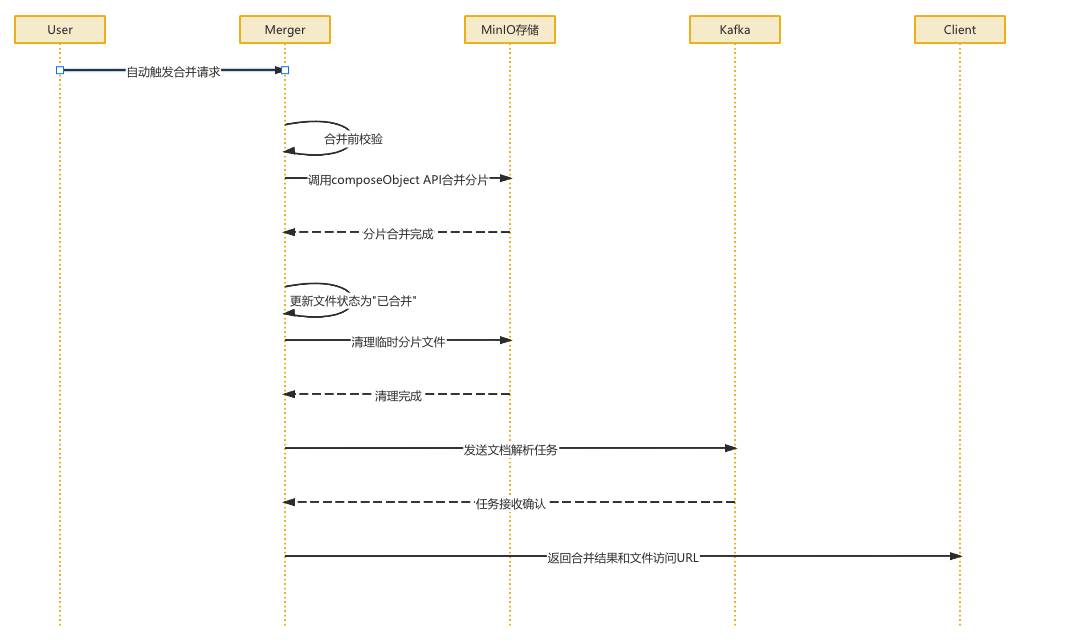 User
Merger
MinIO存储
Kafka
Client
自动触发合并请求
合并前校验
调用composeObject API合并分片
分片合并完成
更新文件状态为"已合并"
清理临时分片文件
清理完成
发送文档解析任务
任务接收确认
返回合并结果和文件访问URL